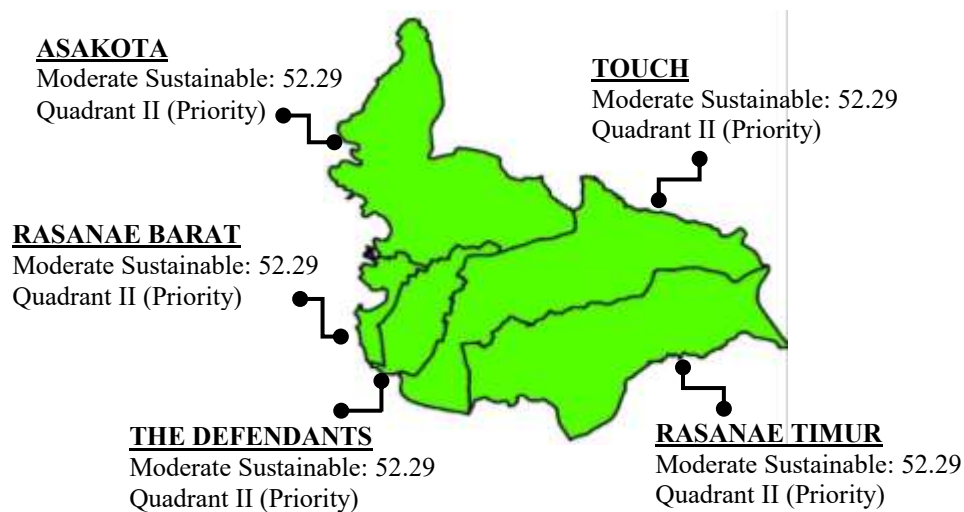 ASAKOTA
Moderate Sustainable: 52.29
Quadrant II (Priority)
TOUCH
Moderate Sustainable: 52.29
Quadrant II (Priority)
RASANAE BARAT
Moderate Sustainable: 52.29
Quadrant II (Priority)
THE DEFENDANTS
Moderate Sustainable: 52.29
Quadrant II (Priority)
RASANAE TIMUR
Moderate Sustainable: 52.29
Quadrant II (Priority)